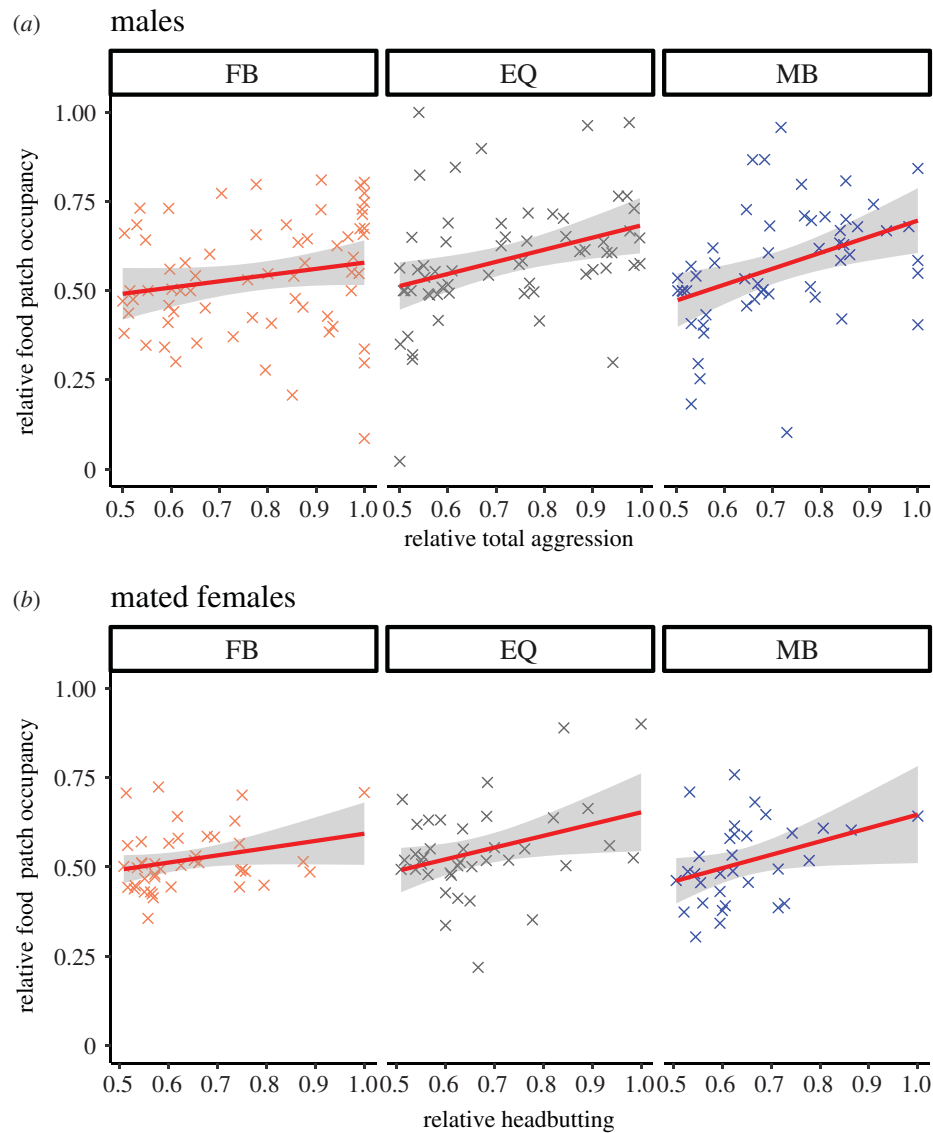 (a) males
FB EQ MB
1.00
0.75
0.50
0.25
0
relative food patch occupancy
0.5 0.6 0.7 0.8 0.9 1.0 0.5 0.6 0.7 0.8 0.9 1.0 0.5 0.6 0.7 0.8 0.9 1.0
relative total aggression
(b) mated females
FB EQ MB
1.00
0.75
0.50
0.25
0
relative food patch occupancy
0.5 0.6 0.7 0.8 0.9 1.0 0.5 0.6 0.7 0.8 0.9 1.0 0.5 0.6 0.7 0.8 0.9 1.0
relative headbutting